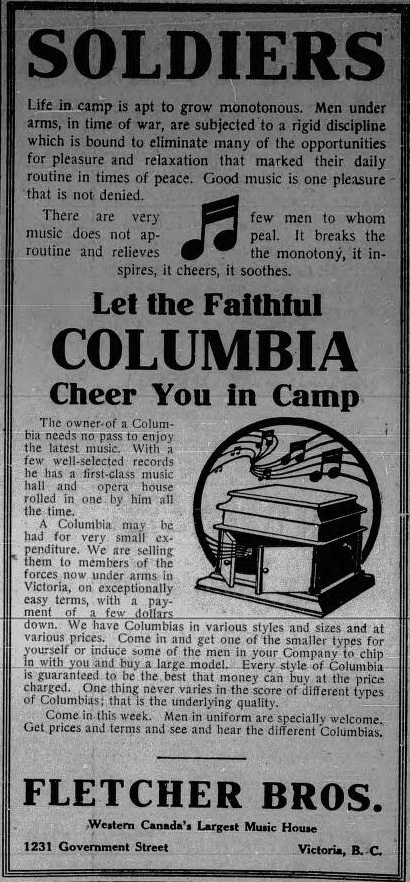 SOLDIERS
Life in camp is apt to grow monotonous. Men under
arms, in time of war, are subjected to a rigid discipline
which is bound to eliminate many of the opportunities
for pleasure and relaxation that marked their daily
routine in times of peace. Good music is one pleasure
that is not denied.
There are very few men to whom
music does not ap- peal. It breaks the
routine and relieves the monotony, it in-
spires, it cheers, it soothes.
Let the Faithful
COLUMBIA
Cheer You in Camp
The owner of a Colum-
bia needs no pass to enjoy
the latest music. With a
few well-selected records
he has a first-class music
hall and opera house
rolled in one by him all
the time.
A Columbia may be
had for very small ex-
penditure. We are selling
them to members of the
forces now under arms in
Victoria, on exceptionally
easy terms, with a pay-
ment of a few dollars
down. We have Columbias in various styles and sizes and at
various prices. Come in and get one of the smaller types for
yourself or induce some of the men in your Company to chip
in with you and buy a large model. Every style of Columbia
is guaranteed to be the best that money can buy at the price
charged. One thing never varies in the score of different types
of Columbias; that is the underlying quality.
Come in this week. Men in uniform are specially welcome.
Get prices and terms and see and hear the different Columbias.
FLETCHER BROS.
Western Canada's Largest Music House
1231 Government Street Victoria, B. C.